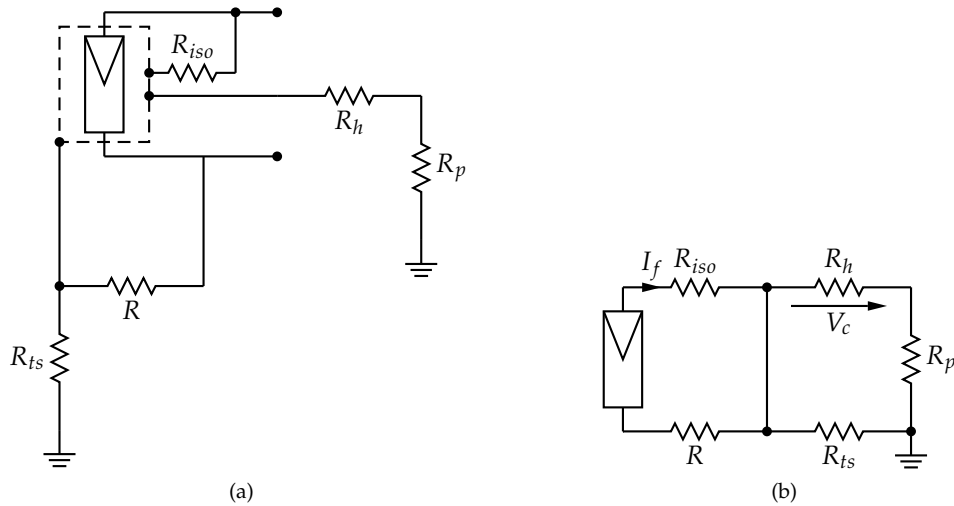 R_iso
R_h
R_p
R
R_ts
(a)
I_f R_iso R_h
V_c
R_p
R R_ts
(b)